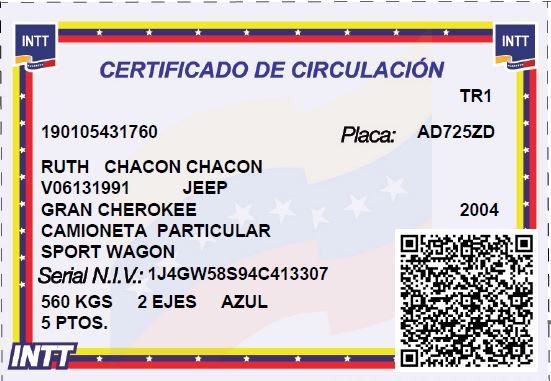 INTT INTT
CERTIFICADO DE CIRCULACIÓN
TR1
190105431760 Placa: AD725ZD
RUTH CHACON CHACON
V06131991 JEEP
GRAN CHEROKEE 2004
CAMIONETA PARTICULAR
SPORT WAGON
Serial N.I.V.: 1J4GW58S94C413307
560 KGS 2 EJES AZUL
5 PTOS.
INTT